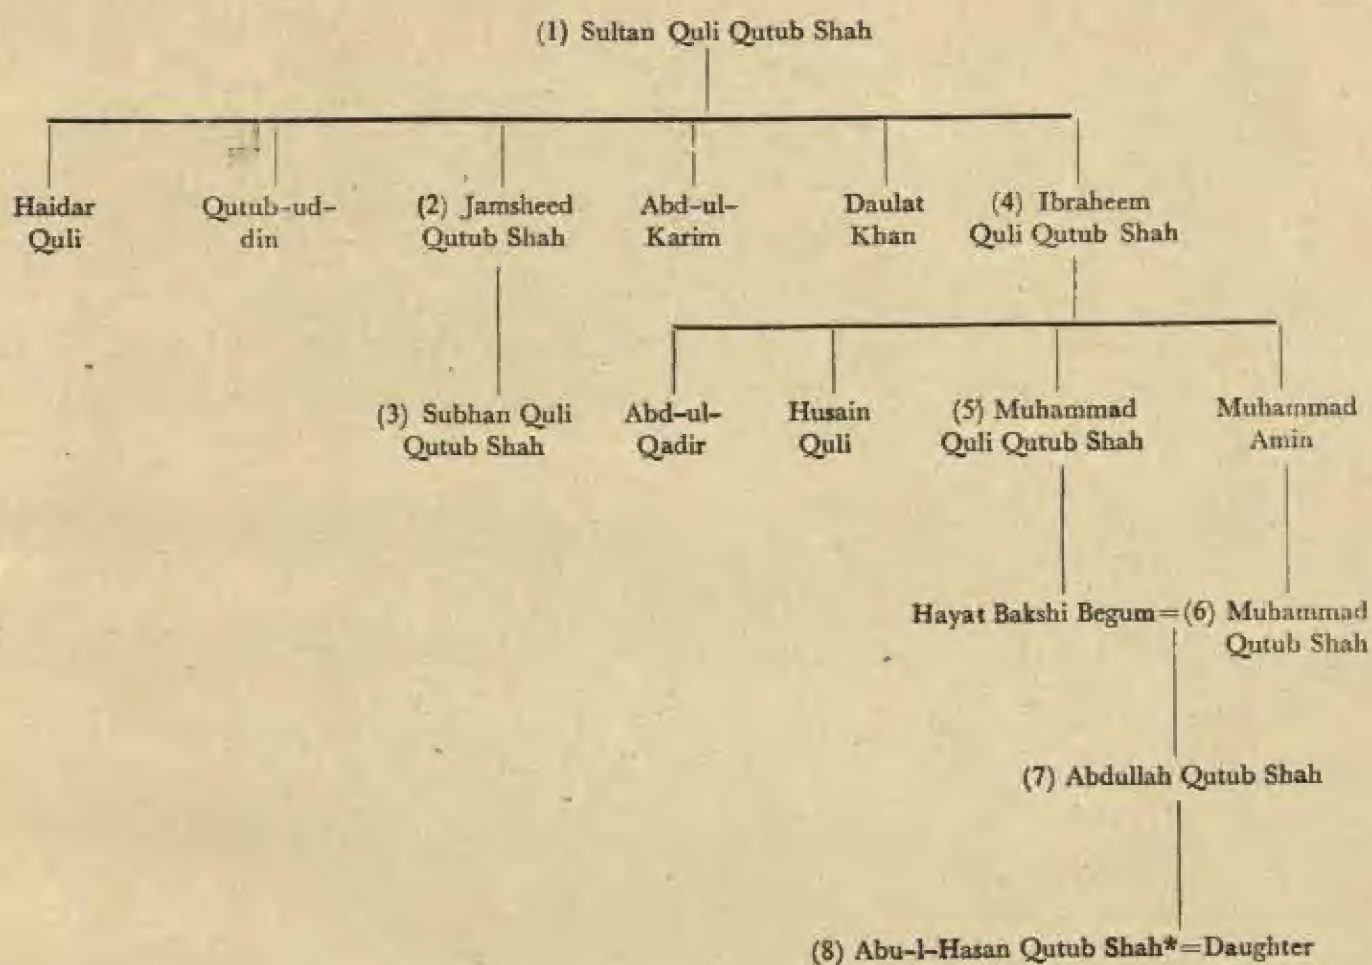 (1) Sultan Quli Qutub Shah
Haidar
Quli
Qutub-ud-
din
(2) Jamsheed
Qutub Shah
Abd-ul-
Karim
Daulat
Khan
(4) Ibraheem
Quli Qutub Shah
(3) Subhan Quli
Qutub Shah
Abd-ul-
Qadir
Husain
Quli
(5) Muhammad
Quli Qutub Shah
Muhammad
Amin
Hayat Bakshi Begum=(6) Muhammad
Qutub Shah
(7) Abdullah Qutub Shah
(8) Abu-l-Hasan Qutub Shah*=Daughter